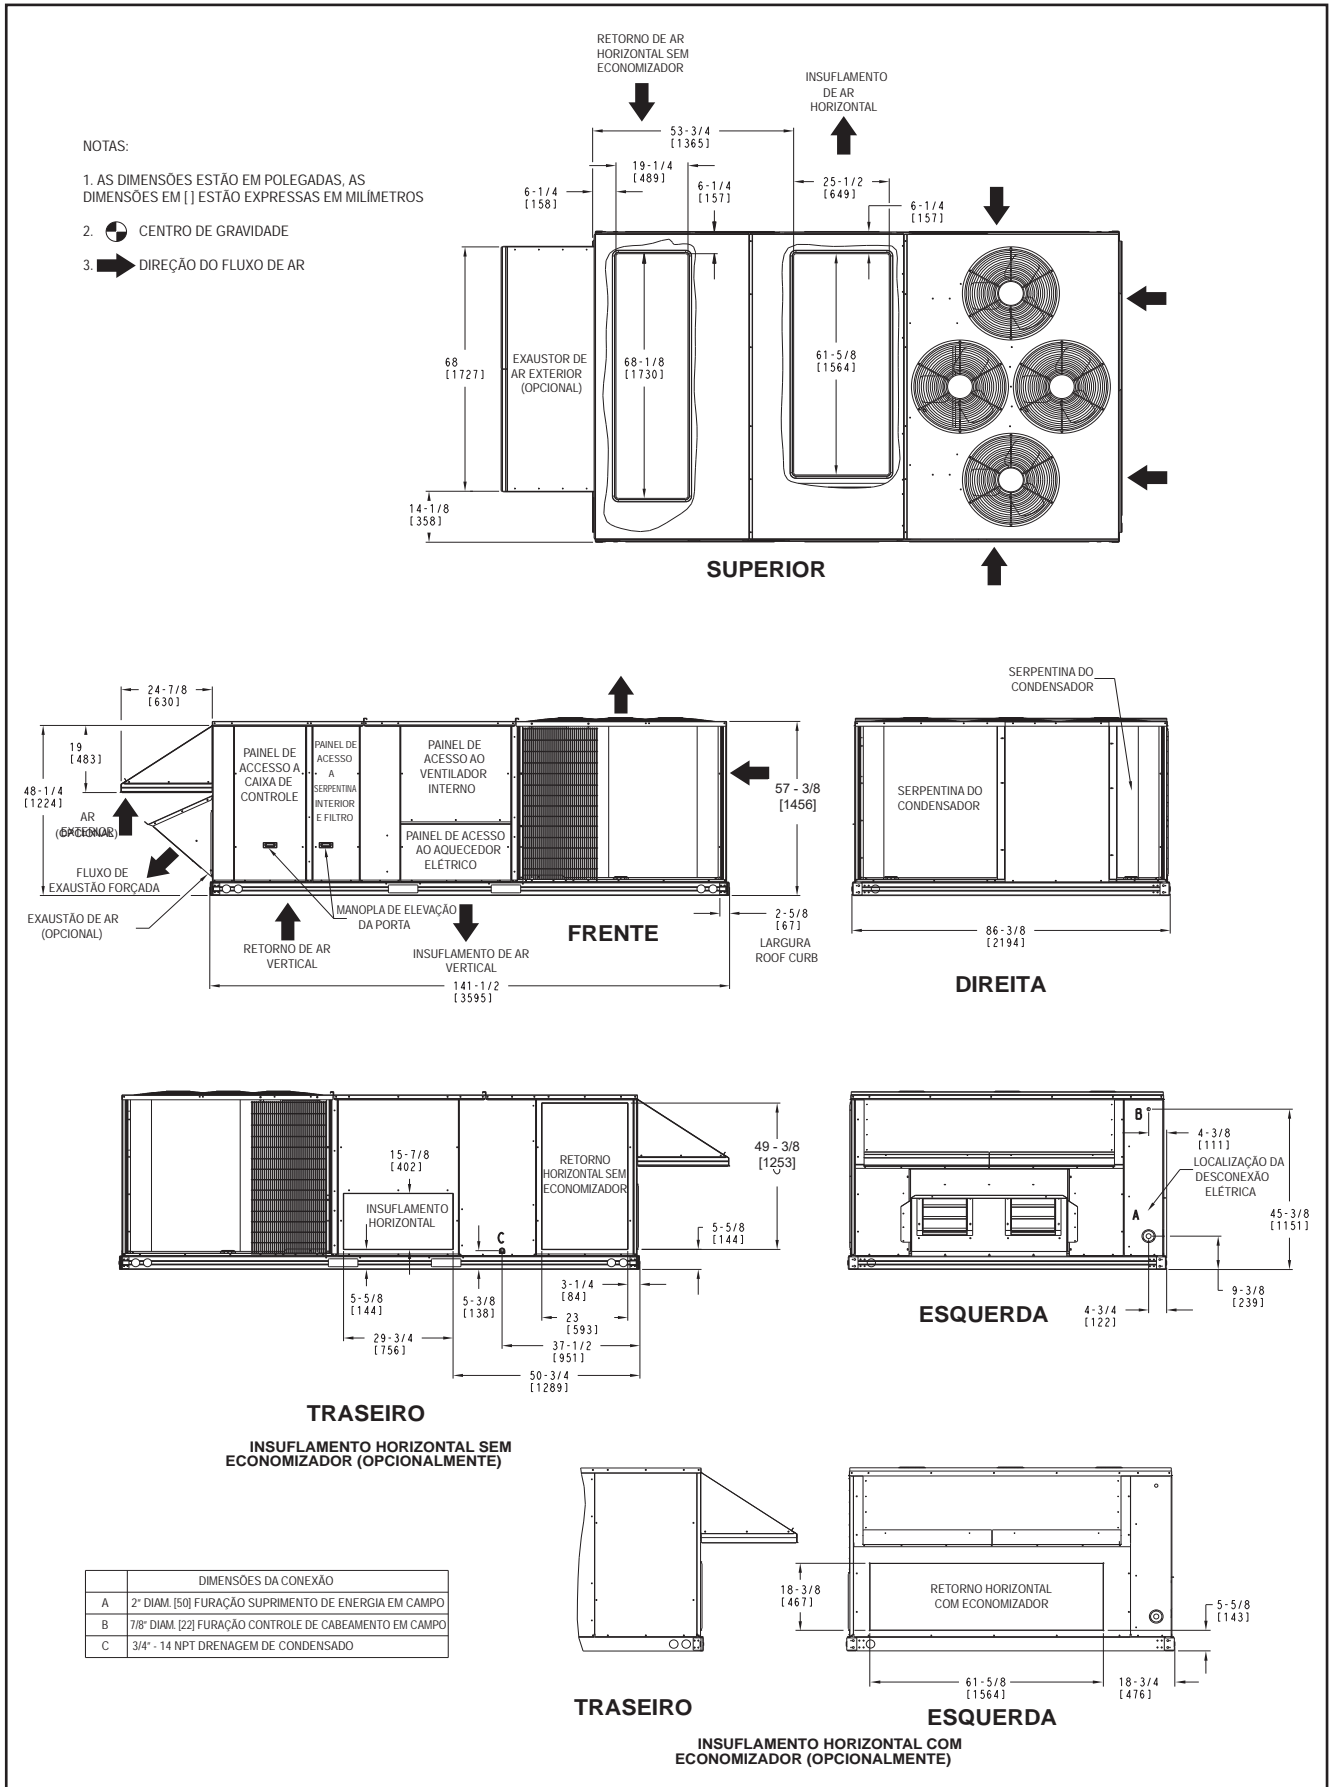 RETORNO DE AR
HORIZONTAL SEM
ECONOMIZADOR
INSUFLAMENTO
DE AR
HORIZONTAL
NOTAS:
1. AS DIMENSÕES ESTÃO EM POLEGADAS, AS
DIMENSÕES EM [ ] ESTÃO EXPRESSAS EM MILÍMETROS
2. CENTRO DE GRAVIDADE
3. DIREÇÃO DO FLUXO DE AR
53-3/4
[1365]
19-1/4
[489]
6-1/4
[158]
6-1/4
[157]
25-1/2
[649]
6-1/4
[157]
68
[1727]
EXAUSTOR DE
AR EXTERIOR
(OPCIONAL)
68-1/8
[1730]
61-5/8
[1564]
14-1/8
[358]
SUPERIOR
24-7/8
[630]
19
[483]
48-1/4
[1224]
AR
EXTERIOR
(OPCIONAL)
FLUXO DE
EXAUSTÃO FORÇADA
EXAUSTÃO DE AR
(OPCIONAL)
PAINEL DE
ACCESO A
CAIXA DE
CONTROLE
PAINEL DE
ACESSO
A
SERPENTINA
INTERIOR
E FILTRO
PAINEL DE
ACESSO AO
VENTILADOR
INTERNO
PAINEL DE ACESSO
AO AQUECEDOR
ELÉTRICO
57 - 3/8
[1456]
MANOPLA DE ELEVAÇÃO
DA PORTA
RETORNO DE AR
VERTICAL
INSUFLAMENTO DE AR
VERTICAL
FRENTE
2-5/8
[67]
LARGURA
ROOF CURB
141-1/2
[3595]
SERPENTINA DO
CONDENSADOR
SERPENTINA DO
CONDENSADOR
86-3/8
[2194]
DIREITA
15-7/8
[402]
INSUFLAMENTO
HORIZONTAL
RETORNO
HORIZONTAL SEM
ECONOMIZADOR
C
49 - 3/8
[1253]
5-5/8
[144]
5-5/8
[144]
5-3/8
[138]
3-1/4
[84]
23
[593]
29-3/4
[756]
37-1/2
[951]
50-3/4
[1289]
TRASEIRO
INSUFLAMENTO HORIZONTAL SEM
ECONOMIZADOR (OPCIONALMENTE)
B
4-3/8
[111]
LOCALIZAÇÃO DA
DESCONEXÃO
ELÉTRICA
A
45-3/8
[1151]
9-3/8
[239]
4-3/4
[122]
ESQUERDA
DIMENSÕES DA CONEXÃO
A 2" DIAM. [50] FURAÇÃO SUPRIMENTO DE ENERGIA EM CAMPO
B 7/8" DIAM. [22] FURAÇÃO CONTROLE DE CABEAMENTO EM CAMPO
C 3/4" - 14 NPT DRENAGEM DE CONDENSADO
18-3/8
[467]
RETORNO HORIZONTAL
COM ECONOMIZADOR
5-5/8
[143]
61-5/8
[1564]
18-3/4
[476]
TRASEIRO
ESQUERDA
INSUFLAMENTO HORIZONTAL COM
ECONOMIZADOR (OPCIONALMENTE)